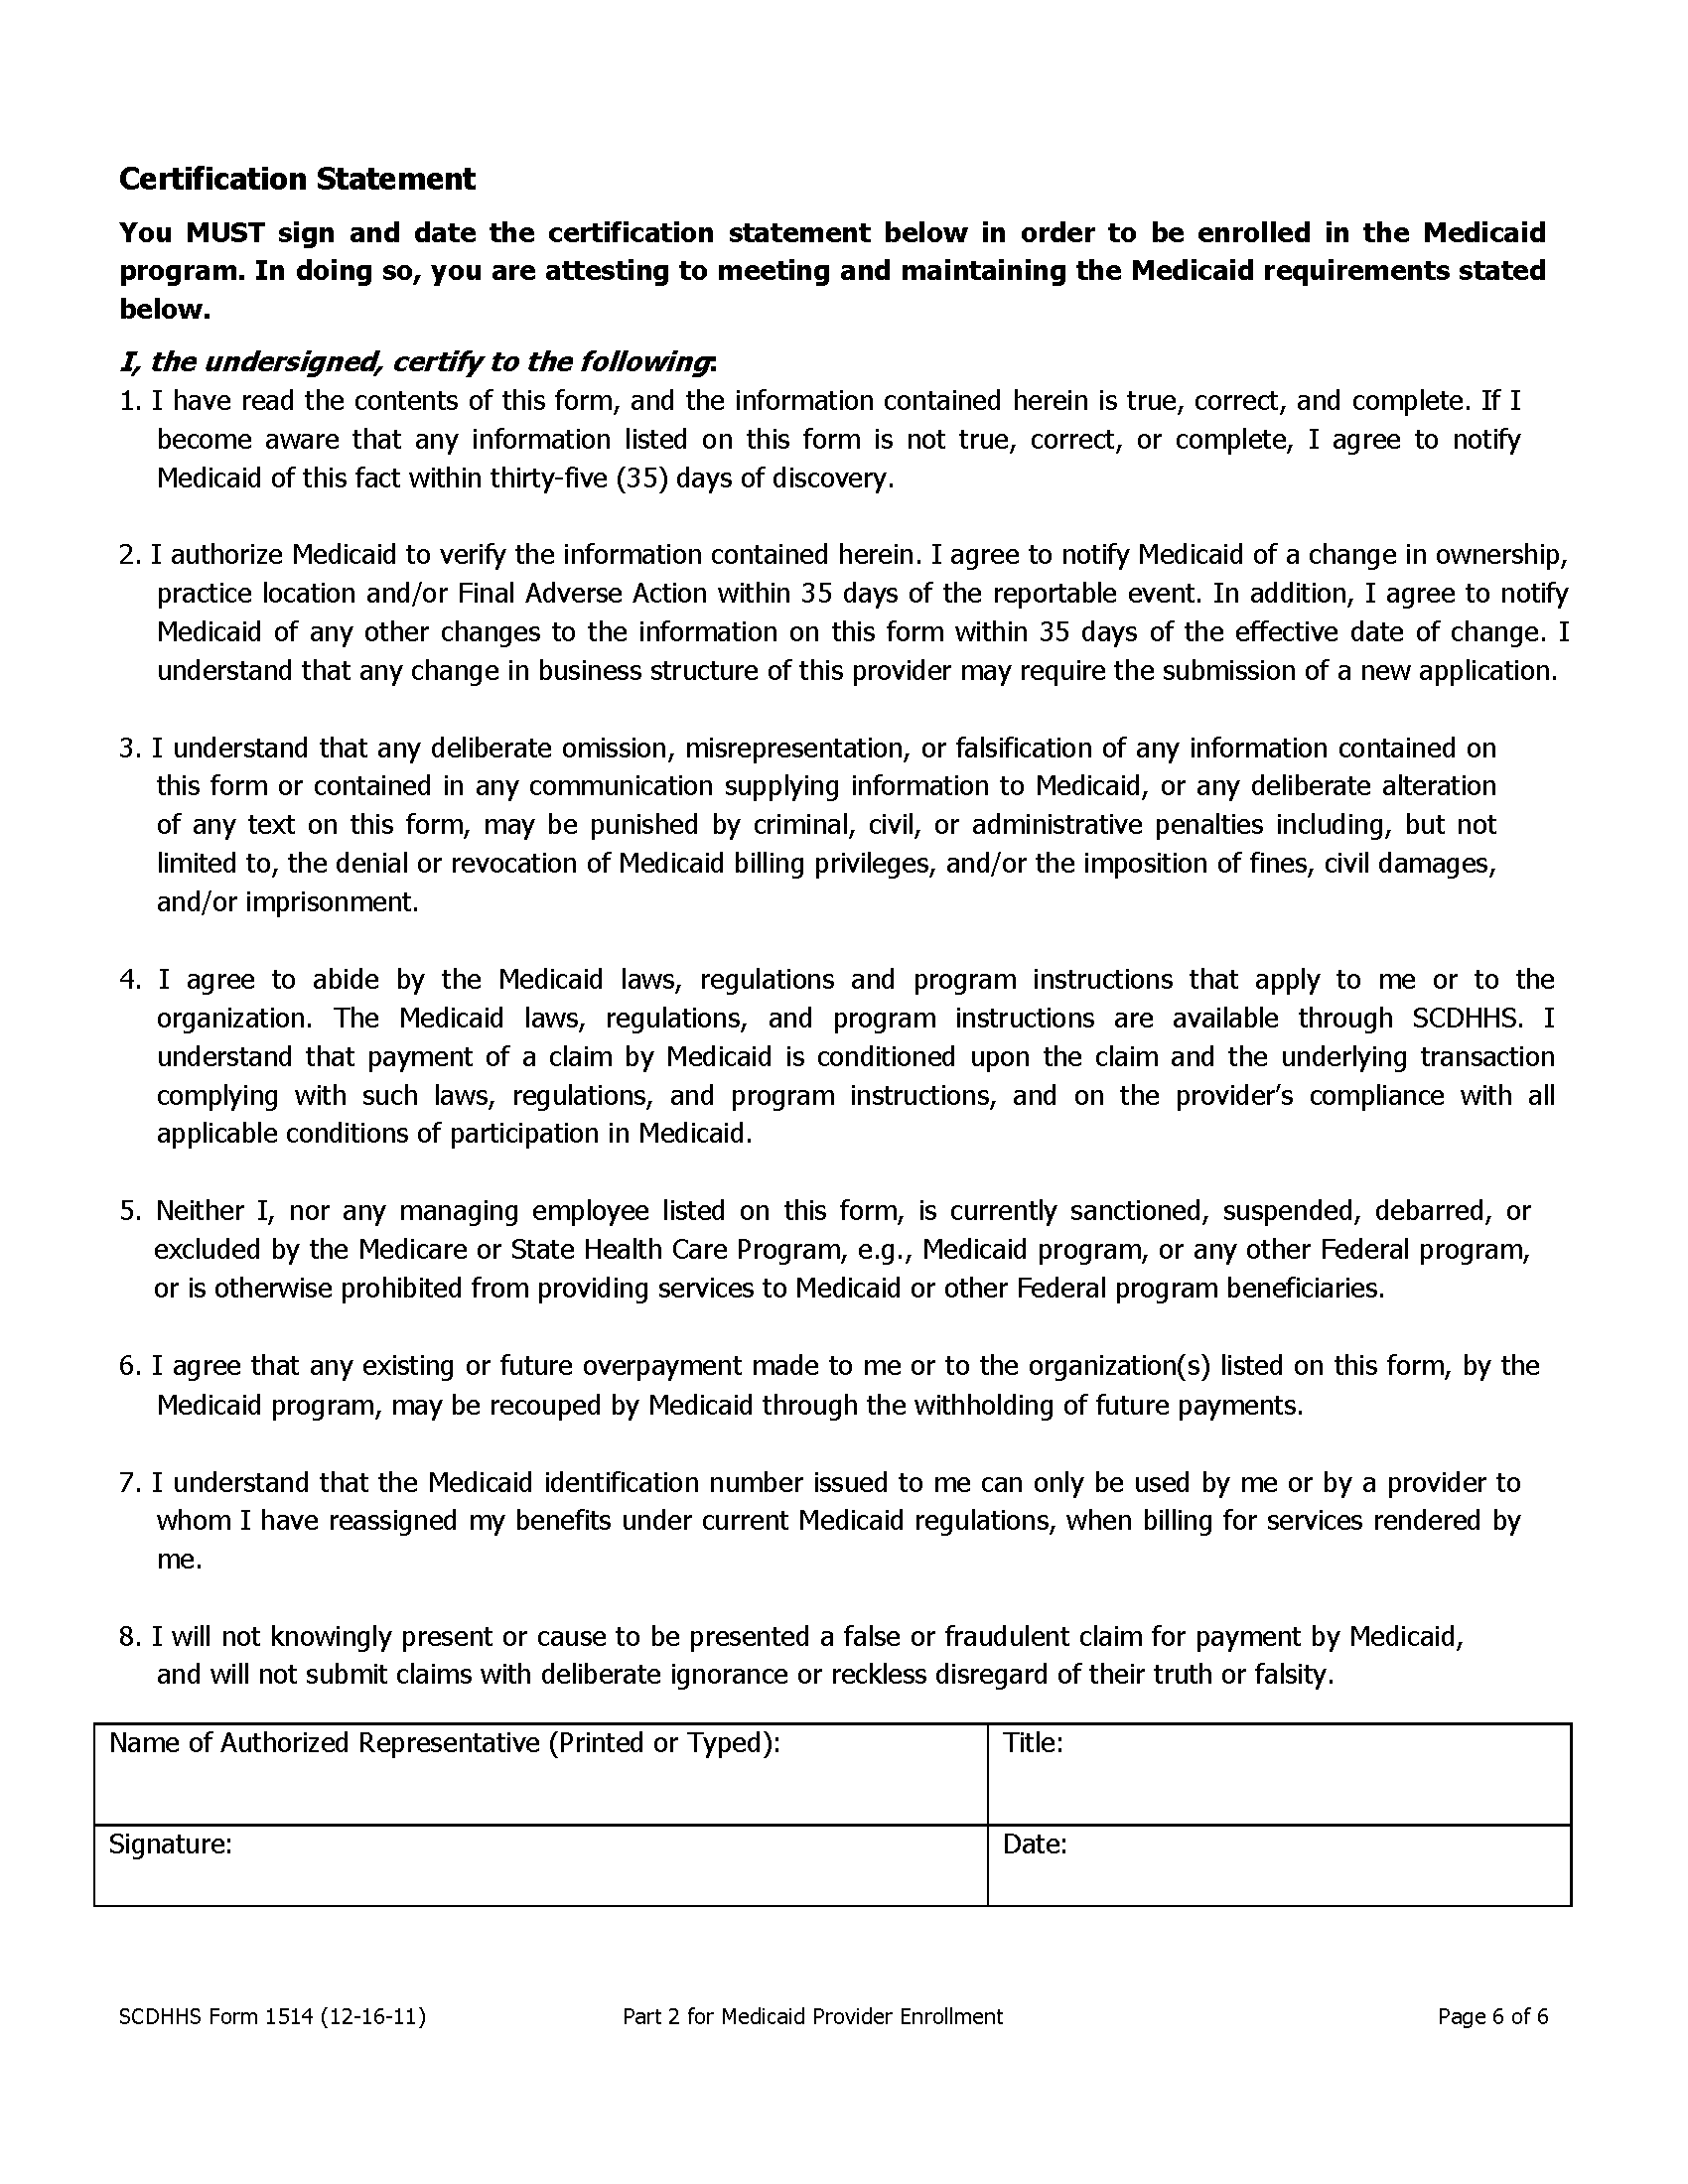 Certification Statement
You MUST sign and date the certification statement below in order to be enrolled in the Medicaid
program. In doing so, you are attesting to meeting and maintaining the Medicaid requirements stated
below.
I, the undersigned, certify to the following:
1. I have read the contents of this form, and the information contained herein is true, correct, and complete. If I
become aware that any information listed on this form is not true, correct, or complete, I agree to notify
Medicaid of this fact within thirty-five (35) days of discovery.
2. I authorize Medicaid to verify the information contained herein. I agree to notify Medicaid of a change in ownership,
practice location and/or Final Adverse Action within 35 days of the reportable event. In addition, I agree to notify
Medicaid of any other changes to the information on this form within 35 days of the effective date of change. I
understand that any change in business structure of this provider may require the submission of a new application.
3. I understand that any deliberate omission, misrepresentation, or falsification of any information contained on
this form or contained in any communication supplying information to Medicaid, or any deliberate alteration
of any text on this form, may be punished by criminal, civil, or administrative penalties including, but not
limited to, the denial or revocation of Medicaid billing privileges, and/or the imposition of fines, civil damages,
and/or imprisonment.
4. I agree to abide by the Medicaid laws, regulations and program instructions that apply to me or to the
organization. The Medicaid laws, regulations, and program instructions are available through SCDHHS. I
understand that payment of a claim by Medicaid is conditioned upon the claim and the underlying transaction
complying with such laws, regulations, and program instructions, and on the provider’s compliance with all
applicable conditions of participation in Medicaid.
5. Neither I, nor any managing employee listed on this form, is currently sanctioned, suspended, debarred, or
excluded by the Medicare or State Health Care Program, e.g., Medicaid program, or any other Federal program,
or is otherwise prohibited from providing services to Medicaid or other Federal program beneficiaries.
6. I agree that any existing or future overpayment made to me or to the organization(s) listed on this form, by the
Medicaid program, may be recouped by Medicaid through the withholding of future payments.
7. I understand that the Medicaid identification number issued to me can only be used by me or by a provider to
whom I have reassigned my benefits under current Medicaid regulations, when billing for services rendered by
me.
8. I will not knowingly present or cause to be presented a false or fraudulent claim for payment by Medicaid,
and will not submit claims with deliberate ignorance or reckless disregard of their truth or falsity.
Name of Authorized Representative (Printed or Typed):
Title:
Signature:
Date:
SCDHHS Form 1514 (12-16-11)
Part 2 for Medicaid Provider Enrollment
Page 6 of 6